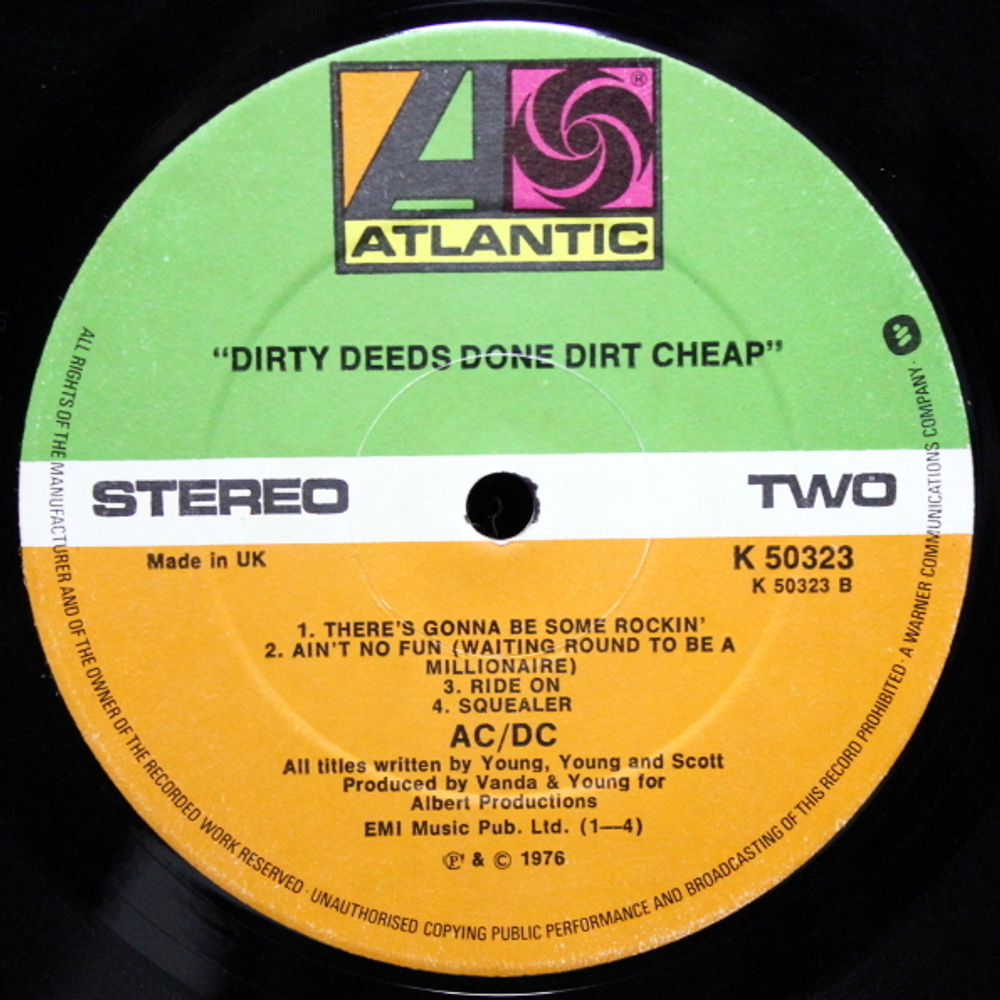 ®
ATLANTIC
“DIRTY DEEDS DONE DIRT CHEAP”
STEREO
TWO
Made in UK
K 50323
K 50323 B
1. THERE'S GONNA BE SOME ROCKIN'
2. AIN'T NO FUN (WAITING ROUND TO BE A
MILLIONAIRE)
3. RIDE ON
4. SQUEALER
AC/DC
All titles written by Young, Young and Scott
Produced by Vanda & Young for
Albert Productions
EMI Music Pub. Ltd. (1—4)
℗ & © 1976
ALL RIGHTS OF THE MANUFACTURER AND OF THE OWNER OF THE RECORDED WORK RESERVED · UNAUTHORISED COPYING PUBLIC PERFORMANCE AND BROADCASTING OF THIS RECORD PROHIBITED · A WARNER COMMUNICATIONS COMPANY ·